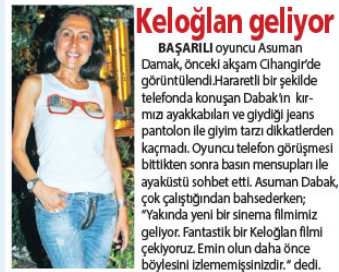 Keloğlan geliyor
BAŞARILI oyuncu Asuman
Damak, önceki akşam Cihangir'de
görüntülendi.Hararetli bir şekilde
telefonda konuşan Dabak'in kır-
mızı ayakkabıları ve giydiği jeans
pantolon ile giyim tarzı dikkatlerden
kaçmadı. Oyuncu telefon görüşmesi
bittikten sonra basın mensupları ile
ayaküstü sohbet etti. Asuman Dabak,
çok çalıştığından bahsederken;
"Yakında yeni bir sinema filmimiz
geliyor. Fantastik bir Keloğlan filmi
çekiyoruz. Emin olun daha önce
böylesini izlememişsinizdir." dedi.